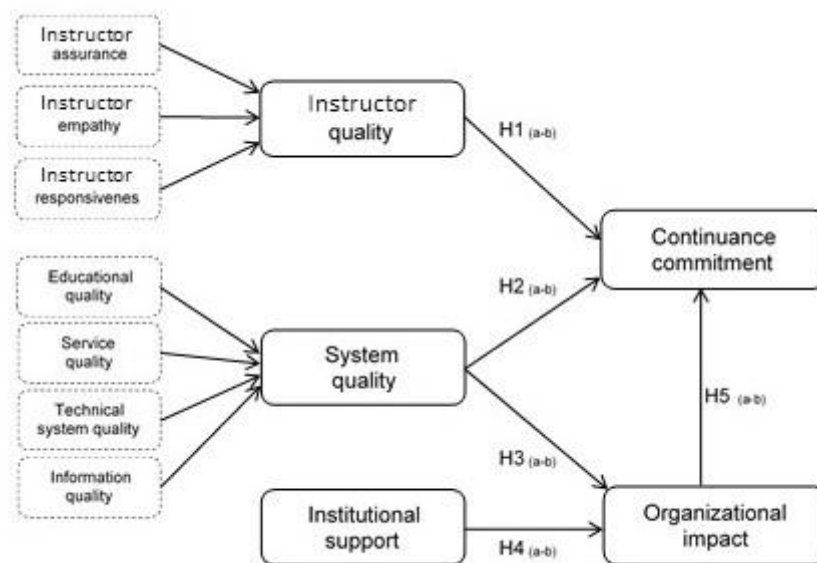 Instructor
assurance
Instructor
empathy
Instructor
responsivenes
Instructor
quality
H1 (a-b)
Continuance
commitment
Educational
quality
Service
quality
Technical
system quality
Information
quality
System
quality
H2 (a-b)
H3 (a-b)
H5 (a-b)
Institutional
support
H4 (a-b)
Organizational
impact